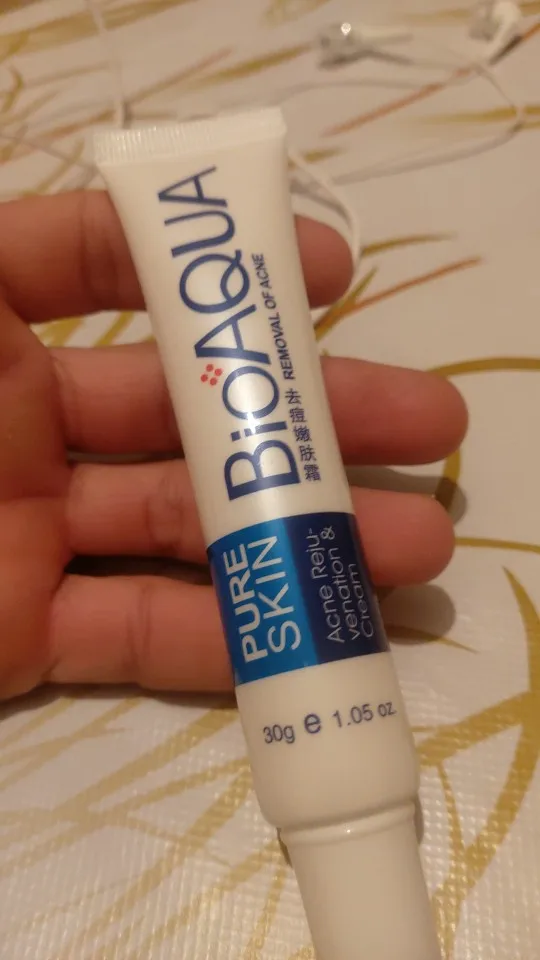 BiOAQUA
REMOVAL OF ACNE
去痘嫩肤霜
PURE
SKIN
Acne Reju-
venation &
Cream
30g e 1.05 oz.